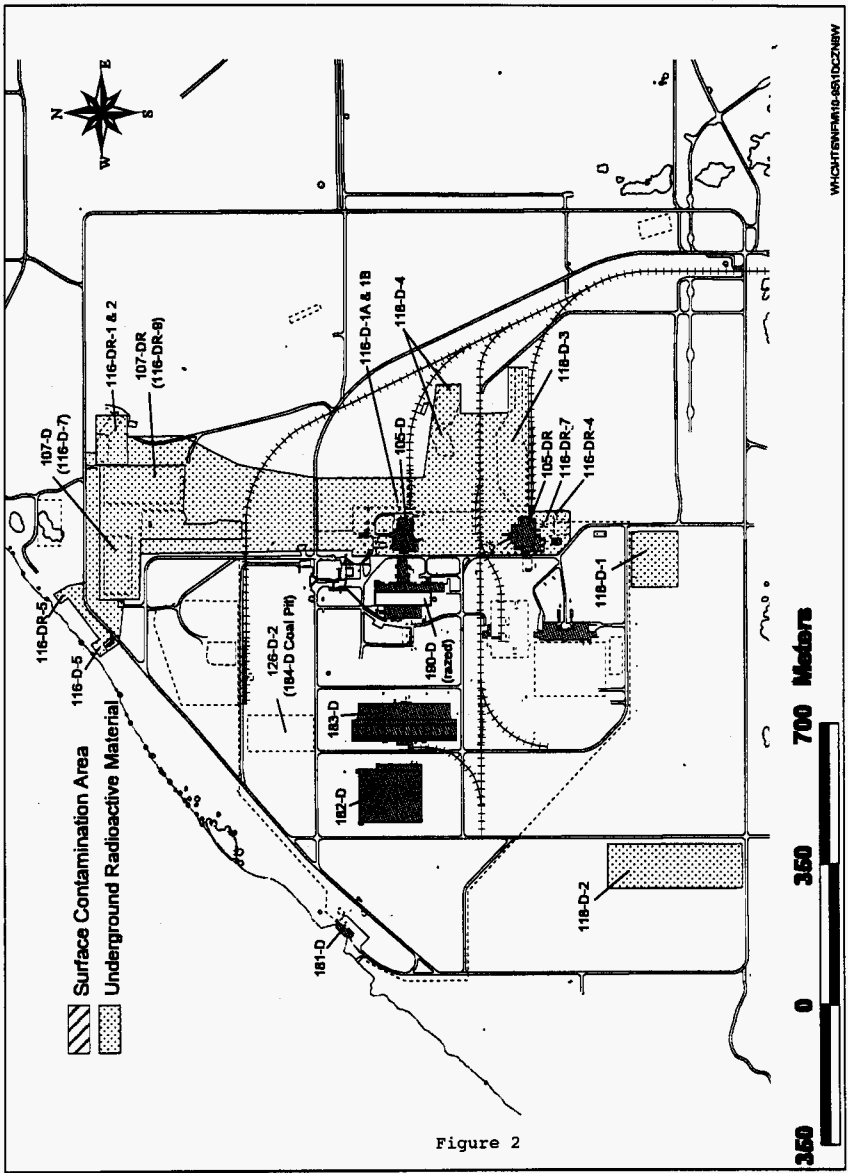 N
E
S
W
Surface Contamination Area
Underground Radioactive Material
116-DR-5
116-D-5
107-D
(116-D-7)
116-DR-1 & 2
107-DR
(116-DR-9)
116-D-1A & 1B
118-D-4
105-D
118-D-3
105-DR
116-DR-7
116-DR-4
126-D-2
(184-D Coal Pit)
190-D
(razed)
183-D
182-D
181-D
118-D-1
118-D-2
350 0 350 700 Meters
Figure 2